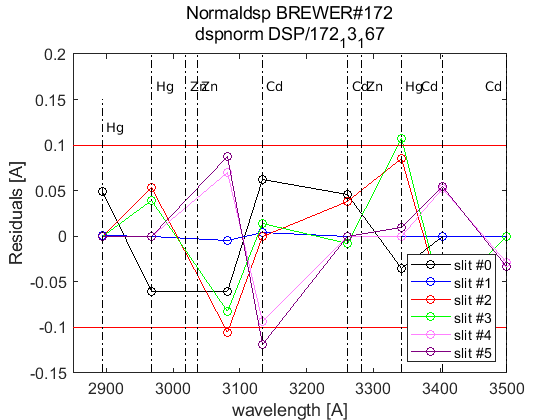 Normaldsp BREWER#172
dspnorm DSP/172₁3₁67
0.2
0.15
0.1
0.05
0
-0.05
-0.1
-0.15
Residuals [A]
Hg
Hg
Zn
Zn
Cd
Cd
Zn
Hg
Cd
Cd
slit #0
slit #1
slit #2
slit #3
slit #4
slit #5
2900
3000
3100
3200
3300
3400
3500
wavelength [A]